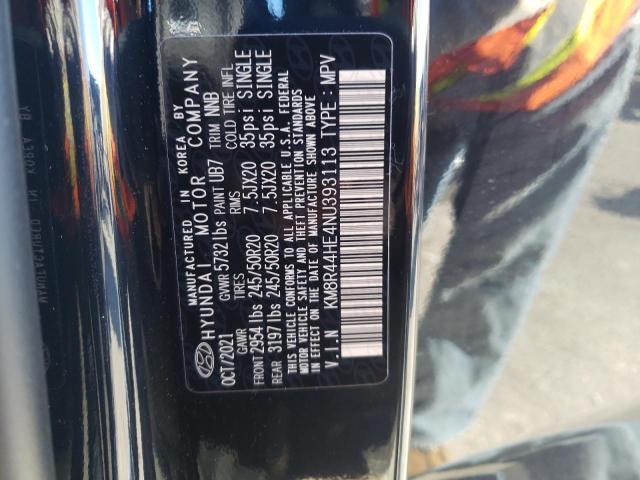 MANUFACTURED IN KOREA BY
HYUNDAI MOTOR COMPANY
OCT/2021 GVWR 5732 lbs PAINT UB7 TRIM NNB
GAWR TIRES RIMS COLD TIRE INFL
FRONT 2954 lbs 245/50R20 7.5JX20 35psi SINGLE
REAR 3197 lbs 245/50R20 7.5JX20 35psi SINGLE
THIS VEHICLE CONFORMS TO ALL APPLICABLE U.S.A. FEDERAL
MOTOR VEHICLE SAFETY AND THEFT PREVENTION STANDARDS
IN EFFECT ON THE DATE OF MANUFACTURE SHOWN ABOVE
V.I.N KM8R44HE4NU393113 TYPE : MPV